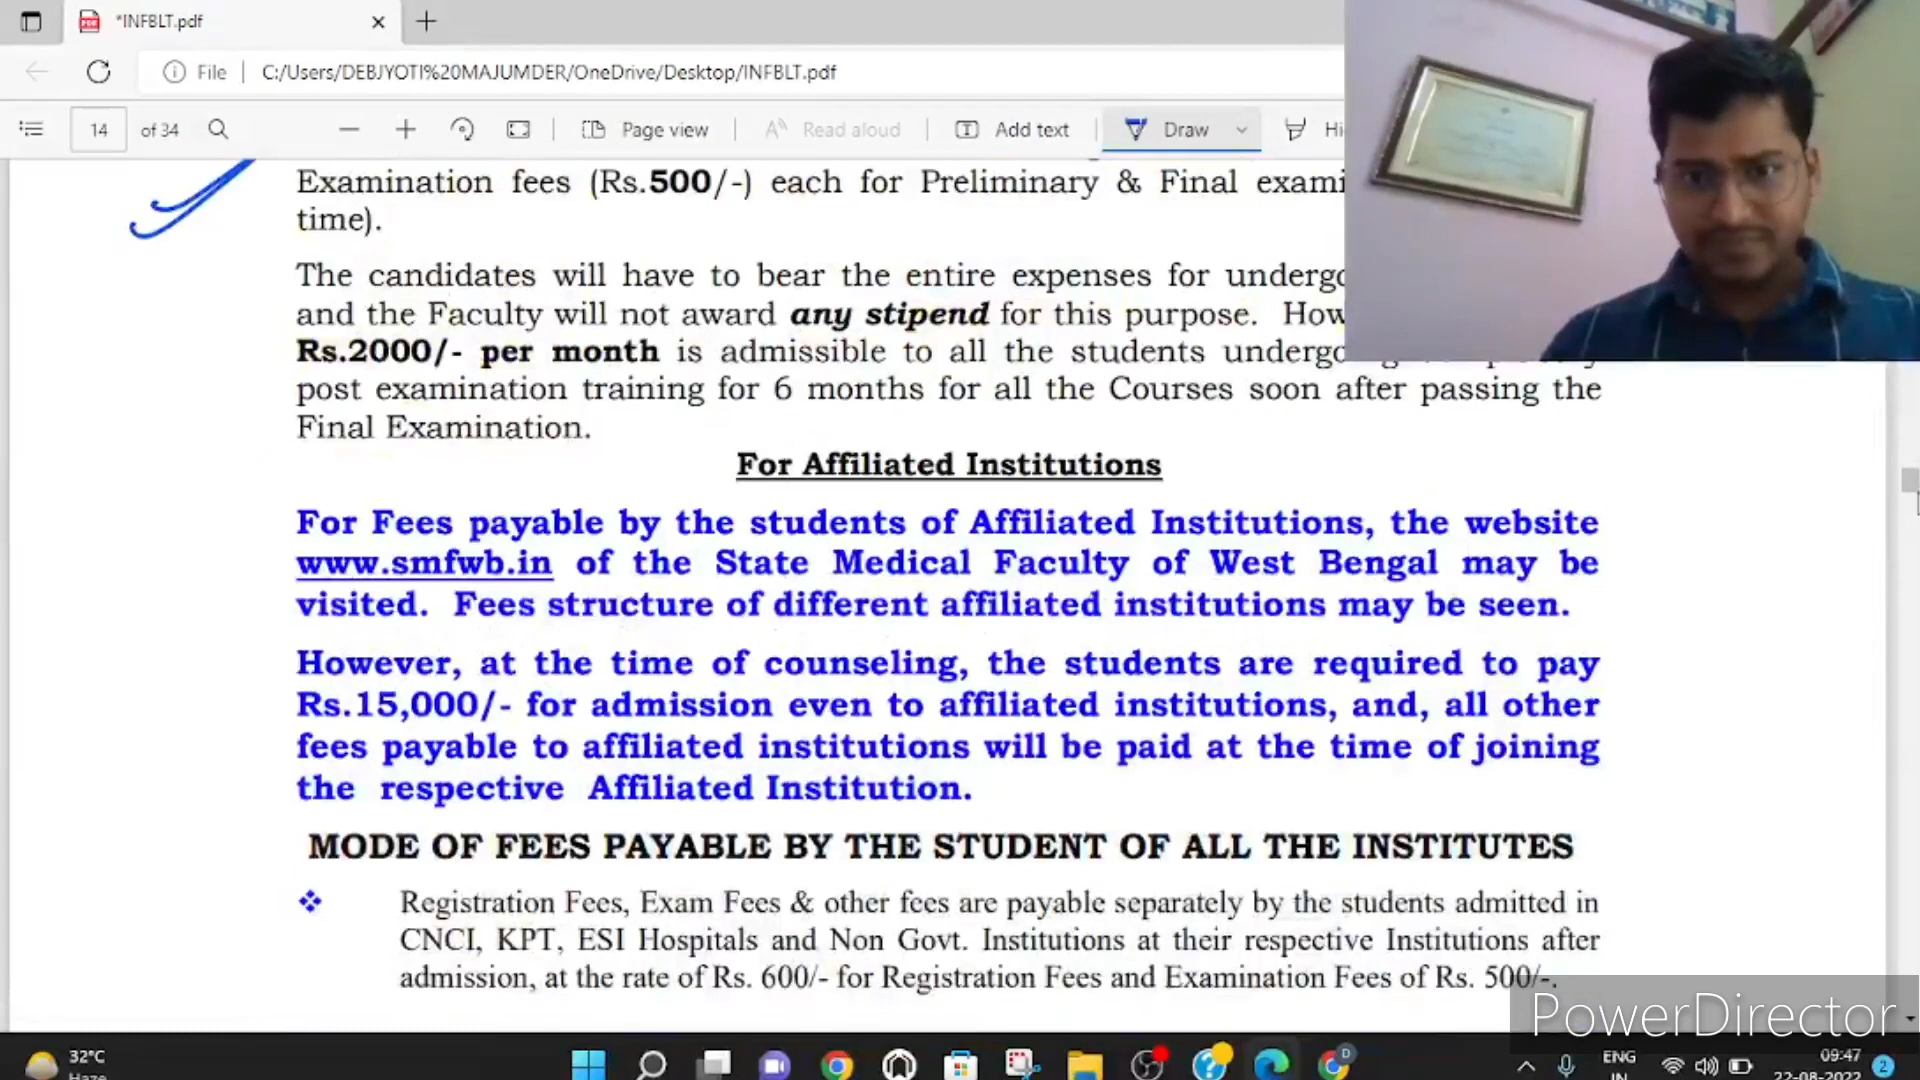 *INFBLT.pdf
File
C:/Users/DEBJYOTI%20MAJUMDER/OneDrive/Desktop/INFBLT.pdf
14 of 34
Page view
Read aloud
Add text
Draw
Examination fees (Rs.500/-) each for Preliminary & Final
time).
The candidates will have to bear the entire expenses for
and the Faculty will not award any stipend for this purpose.
Rs.2000/- per month is admissible to all the students
post examination training for 6 months for all the Courses soon after passing the
Final Examination.
For Affiliated Institutions
For Fees payable by the students of Affiliated Institutions, the website
www.smfwb.in of the State Medical Faculty of West Bengal may be
visited. Fees structure of different affiliated institutions may be seen.
However, at the time of counseling, the students are required to pay
Rs.15,000/- for admission even to affiliated institutions, and, all other
fees payable to affiliated institutions will be paid at the time of joining
the respective Affiliated Institution.
MODE OF FEES PAYABLE BY THE STUDENT OF ALL THE INSTITUTES
❖ Registration Fees, Exam Fees & other fees are payable separately by the students admitted in
CNCI, KPT, ESI Hospitals and Non Govt. Institutions at their respective Institutions after
admission, at the rate of Rs. 600/- for Registration Fees and Examination Fees of Rs. 500/-.
PowerDirector
32°C
Haze
ENG
IN
09:47
22-08-2022
2